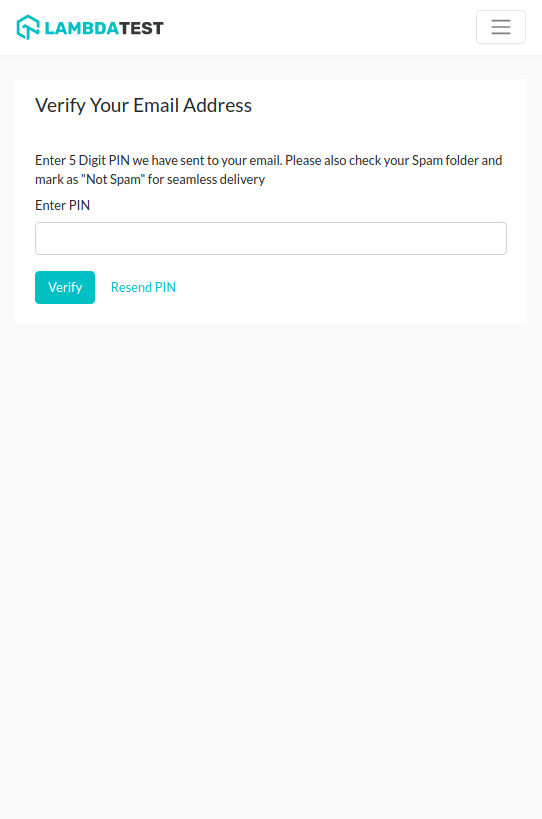 LAMBDATEST
Verify Your Email Address
Enter 5 Digit PIN we have sent to your email. Please also check your Spam folder and
mark as "Not Spam" for seamless delivery
Enter PIN
Verify Resend PIN